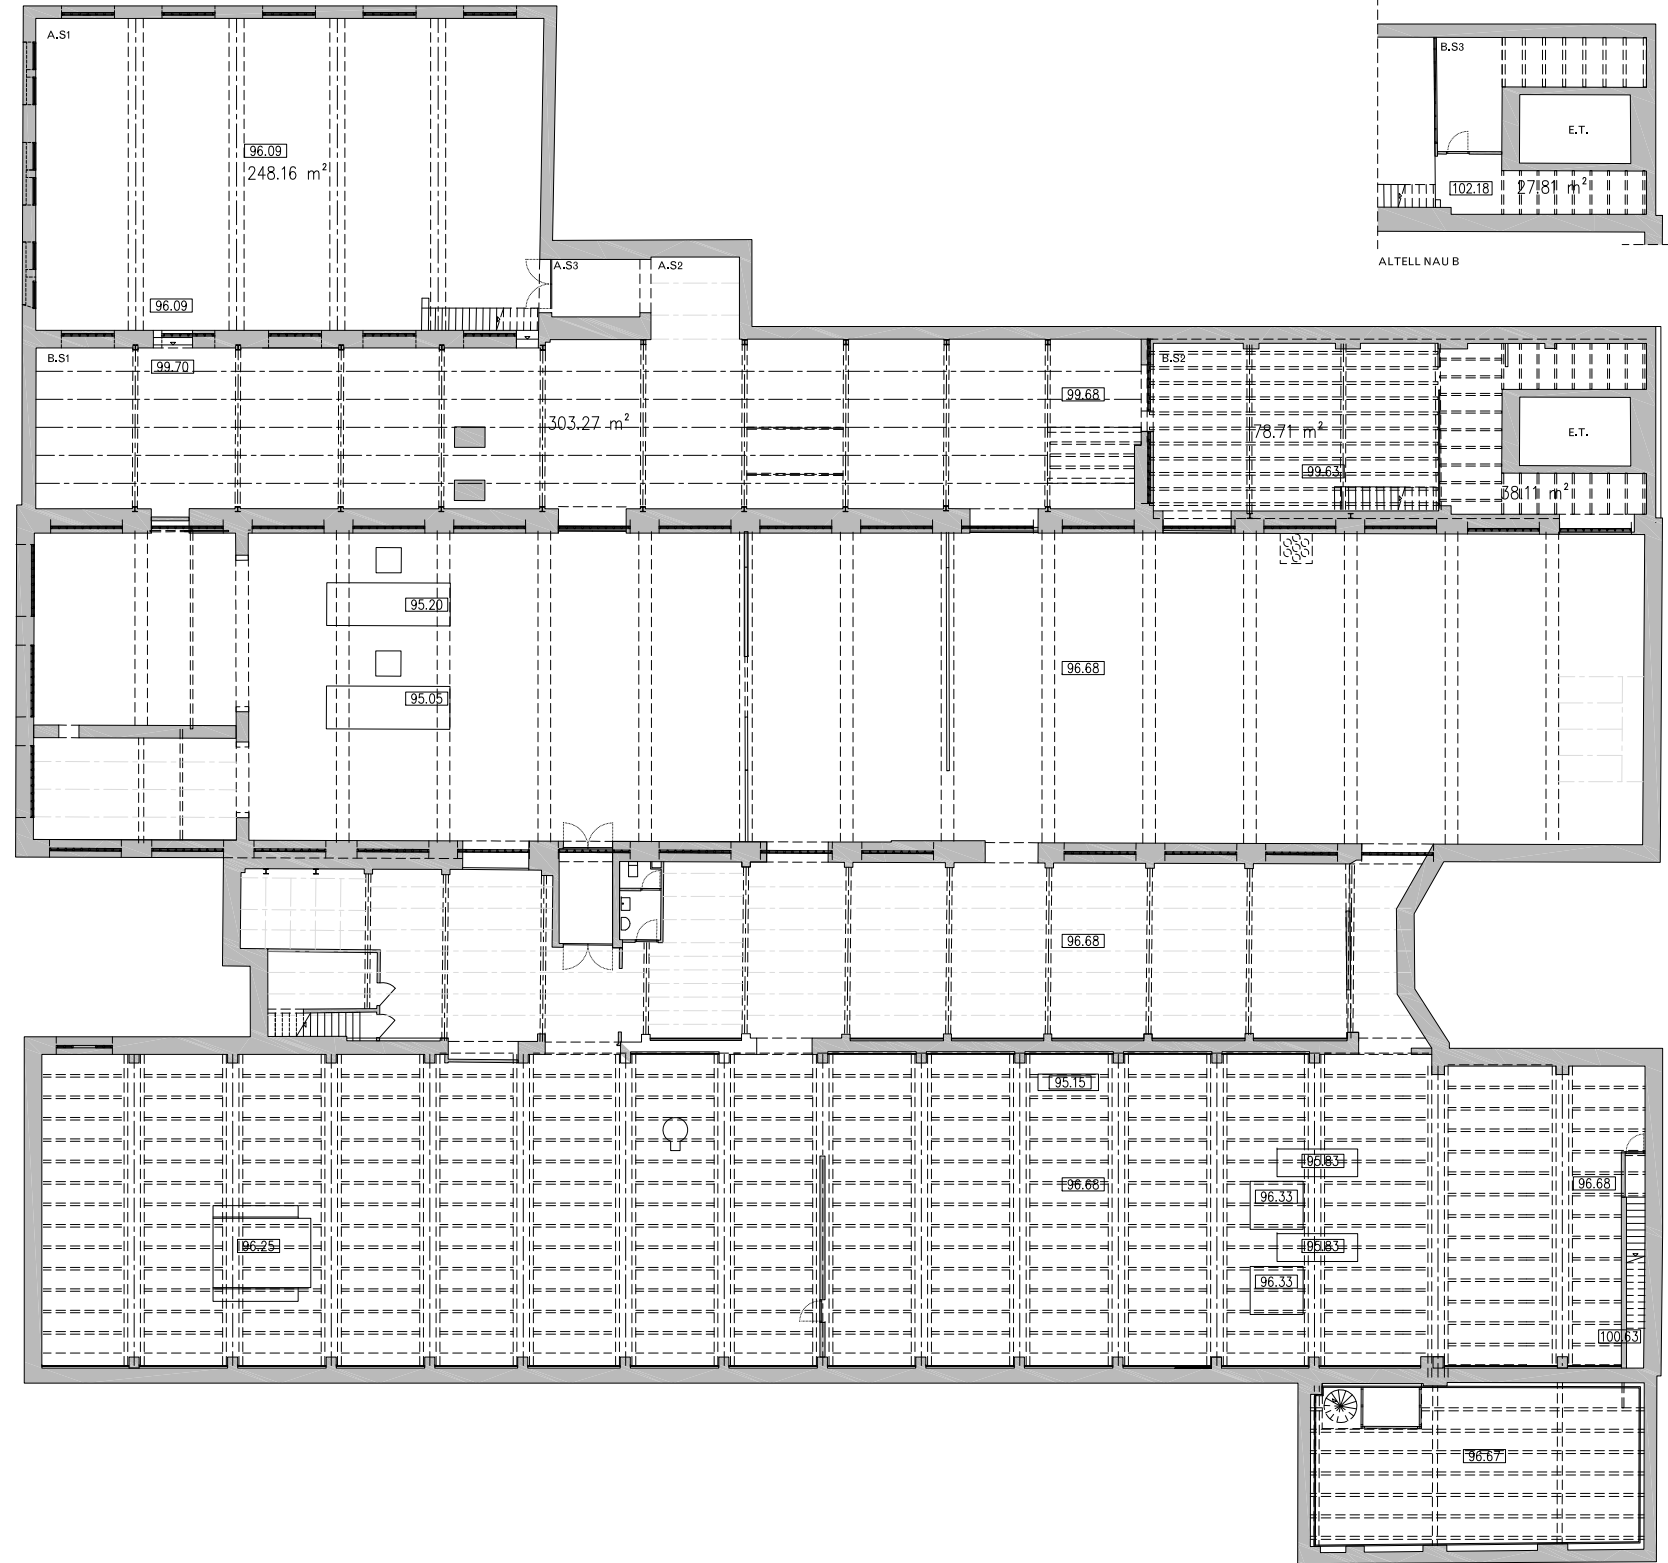 A.S1
B.S3
E.T.
96.09
248.16 m²
102.18
27.81 m²
ALTELL NAU B
A.S3
A.S2
96.09
B.S1
99.70
B.S2
99.68
303.27 m²
78.71 m²
E.T.
99.63
38.11 m²
95.20
96.68
95.05
96.68
95.15
95.83
96.68
96.33
96.68
96.25
95.83
96.33
100.63
96.67